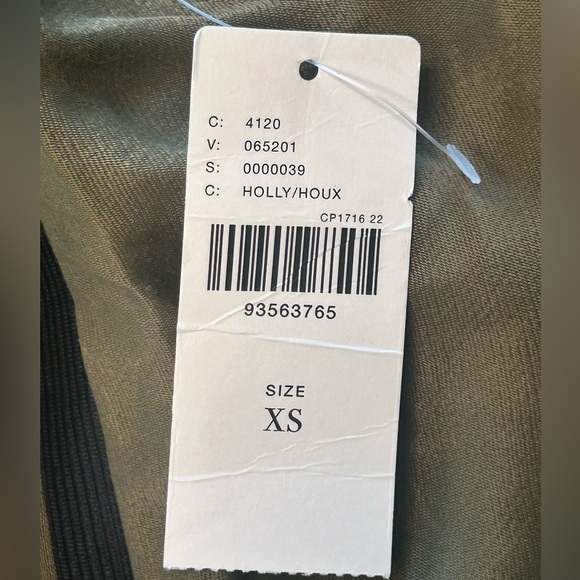 C: 4120
V: 065201
S: 0000039
C: HOLLY/HOUX
CP1716 22
93563765
SIZE
XS